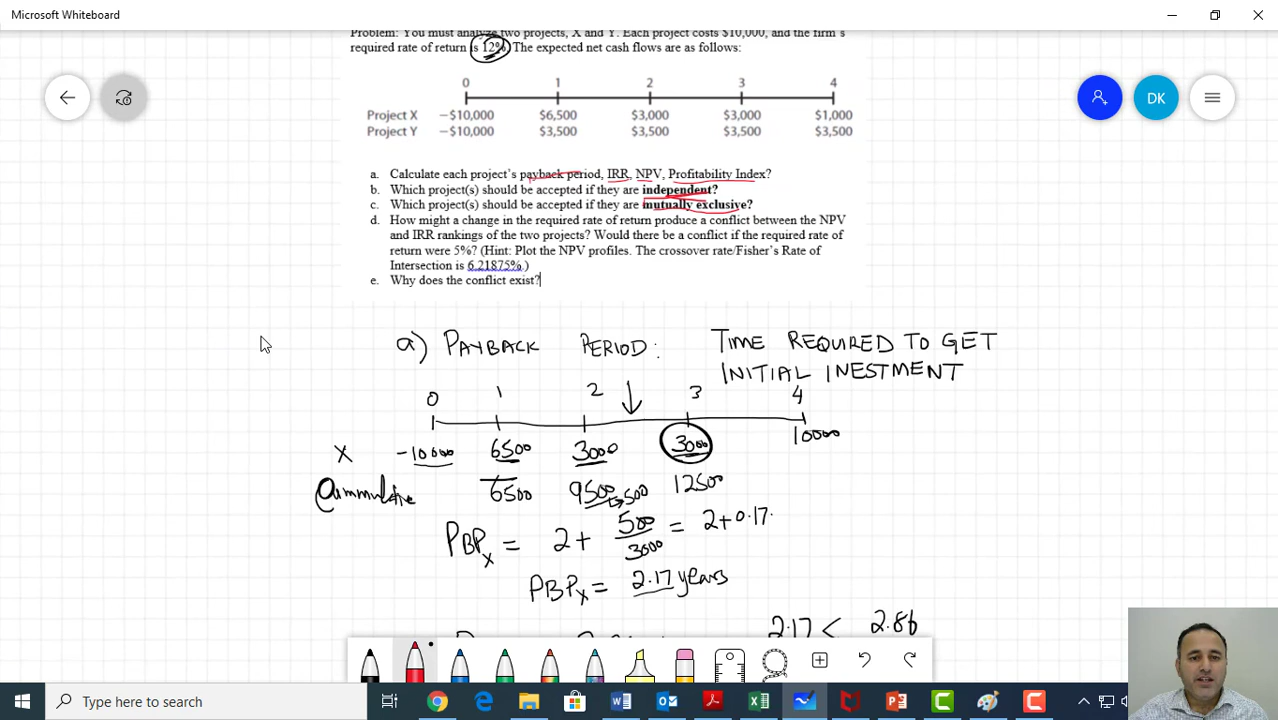 Microsoft Whiteboard
Problem: You must analyze two projects, X and Y. Each project costs $10,000, and the firm's
required rate of return is 12%. The expected net cash flows are as follows:
0 1 2 3 4
Project X −$10,000 $6,500 $3,000 $3,000 $1,000
Project Y −$10,000 $3,500 $3,500 $3,500 $3,500
a. Calculate each project's payback period, IRR, NPV, Profitability Index?
b. Which project(s) should be accepted if they are independent?
c. Which project(s) should be accepted if they are mutually exclusive?
d. How might a change in the required rate of return produce a conflict between the NPV
and IRR rankings of the two projects? Would there be a conflict if the required rate of
return were 5%? (Hint: Plot the NPV profiles. The crossover rate/Fisher's Rate of
Intersection is 6.21875%.)
e. Why does the conflict exist?
DK
a) PAYBACK PERIOD: TIME REQUIRED TO GET
INITIAL INESTMENT
0 1 2 3 4
X −10000 6500 3000 3000 10000
6500 9500 → 500 12500
PBPx = 2 + 500/3000 = 2+0.17.
PBPx = 2.17 years
2.17 < 2.86
Type here to search